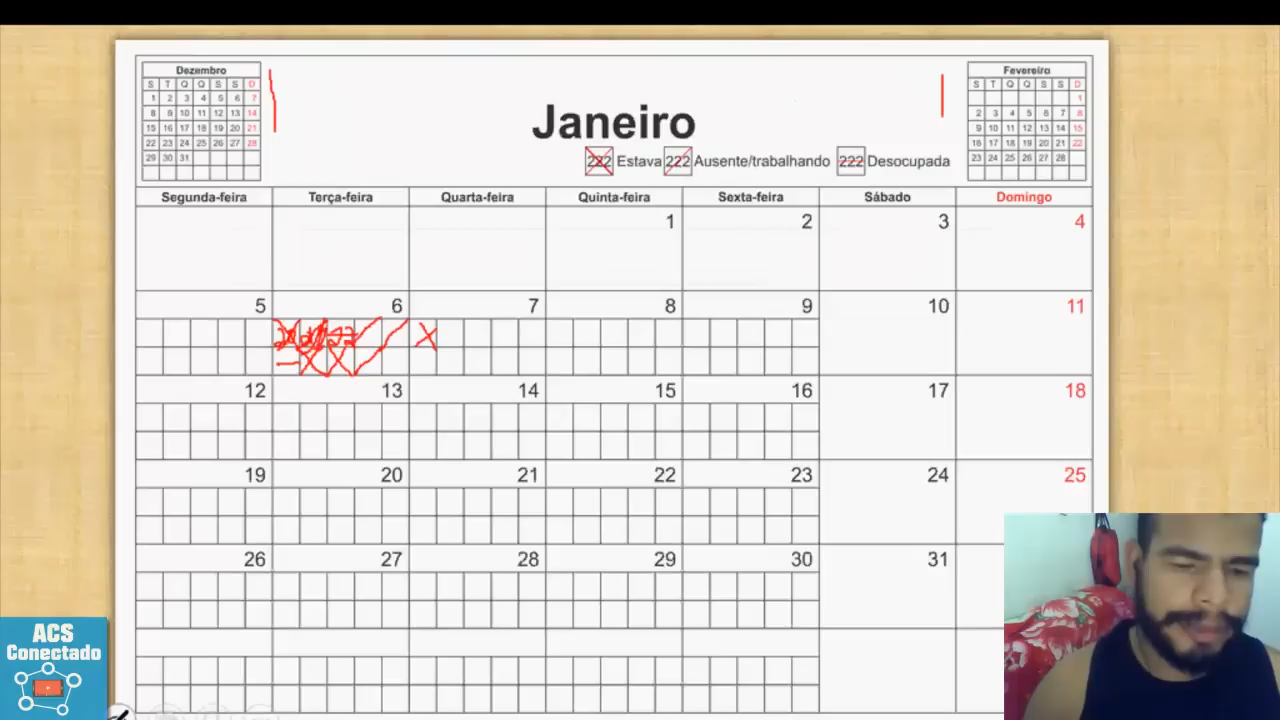 Dezembro
S T Q Q S S D
1 2 3 4 5 6 7
8 9 10 11 12 13 14
15 16 17 18 19 20 21
22 23 24 25 26 27 28
29 30 31
Janeiro
222 Estava 222 Ausente/trabalhando 222 Desocupada
Fevereiro
S T Q Q S S D
1
2 3 4 5 6 7 8
9 10 11 12 13 14 15
16 17 18 19 20 21 22
23 24 25 26 27 28
Segunda-feira Terça-feira Quarta-feira Quinta-feira Sexta-feira Sábado Domingo
1 2 3 4
5 6 7 8 9 10 11
X
12 13 14 15 16 17 18
19 20 21 22 23 24 25
26 27 28 29 30 31
ACS
Conectado